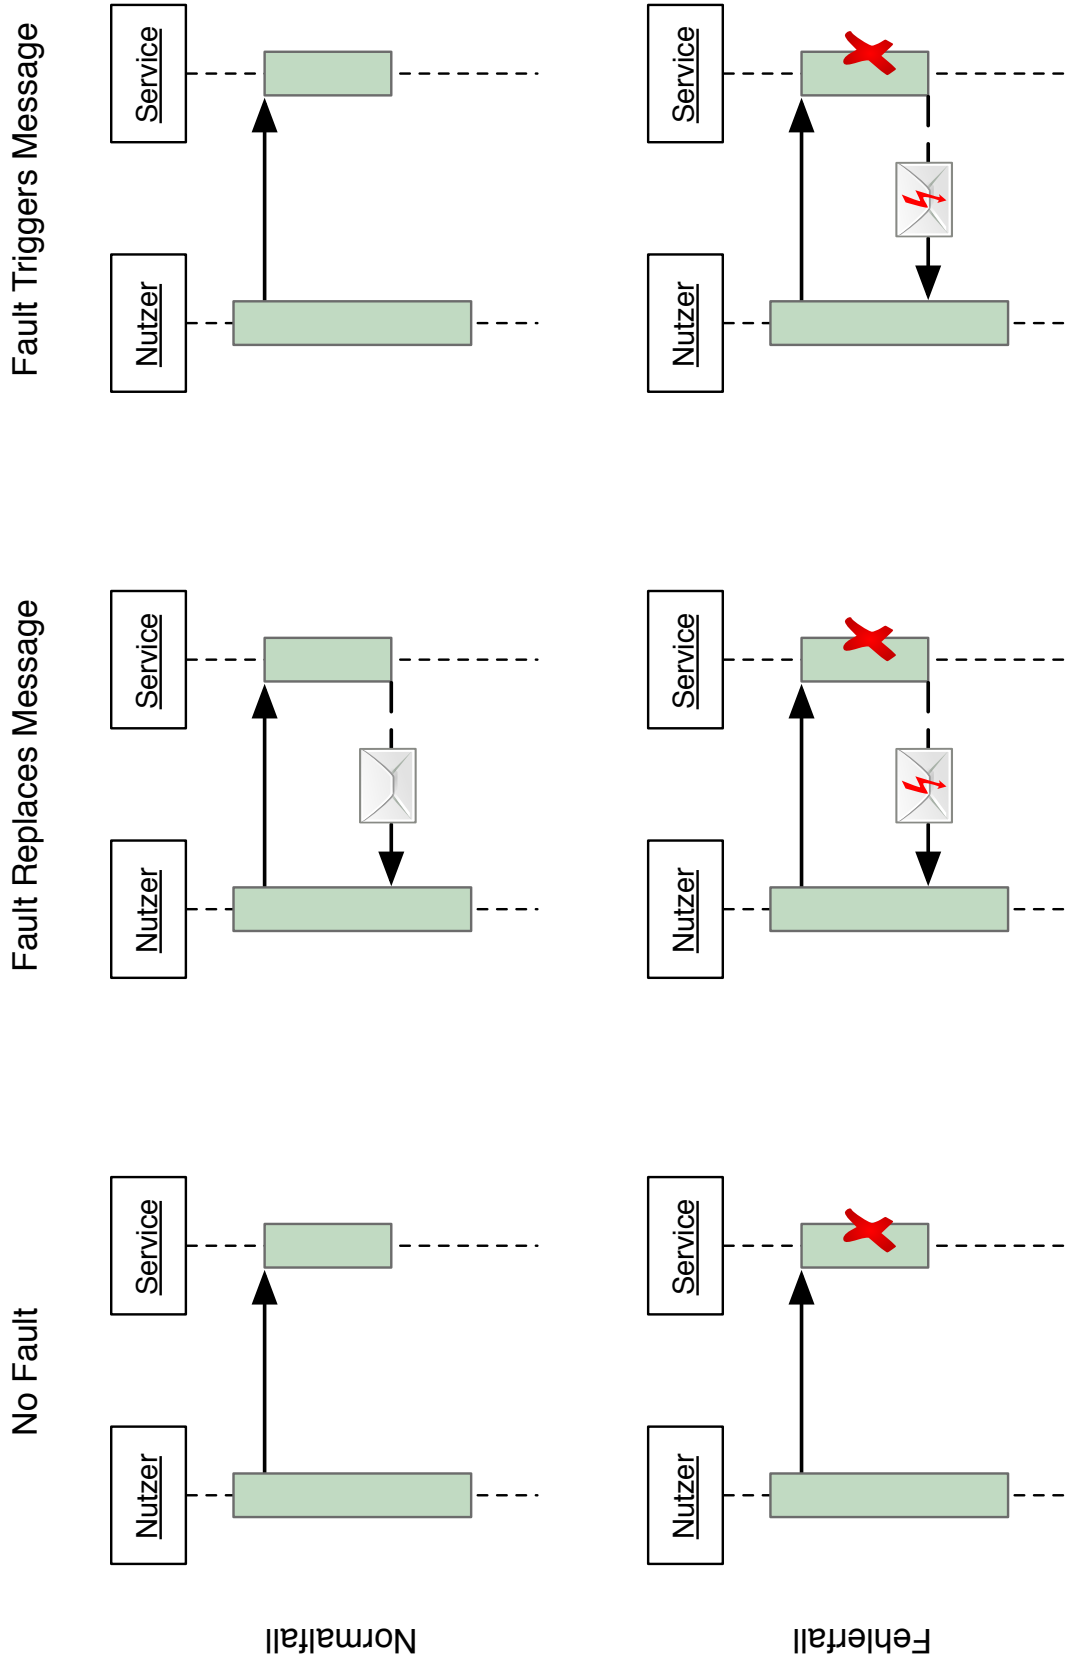 No Fault
Fault Replaces Message
Fault Triggers Message
Normalfall
Nutzer
Service
Nutzer
Service
Nutzer
Service
Fehlerfall
Nutzer
Service
Nutzer
Service
Nutzer
Service